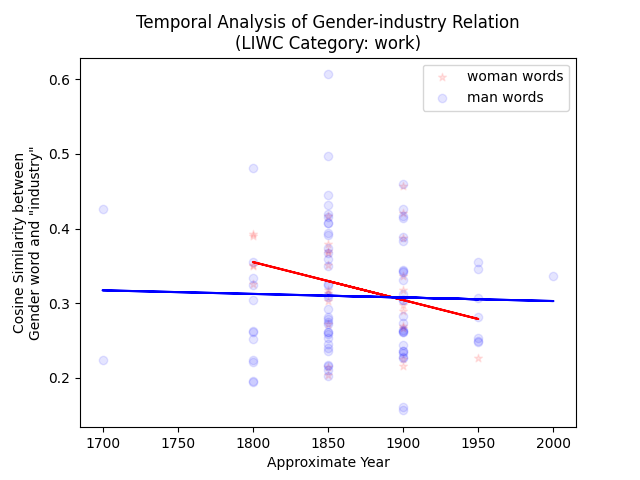 Temporal Analysis of Gender-industry Relation
(LIWC Category: work)
woman words
man words
Cosine Similarity between
Gender word and "industry"
0.6
0.5
0.4
0.3
0.2
1700 1750 1800 1850 1900 1950 2000
Approximate Year